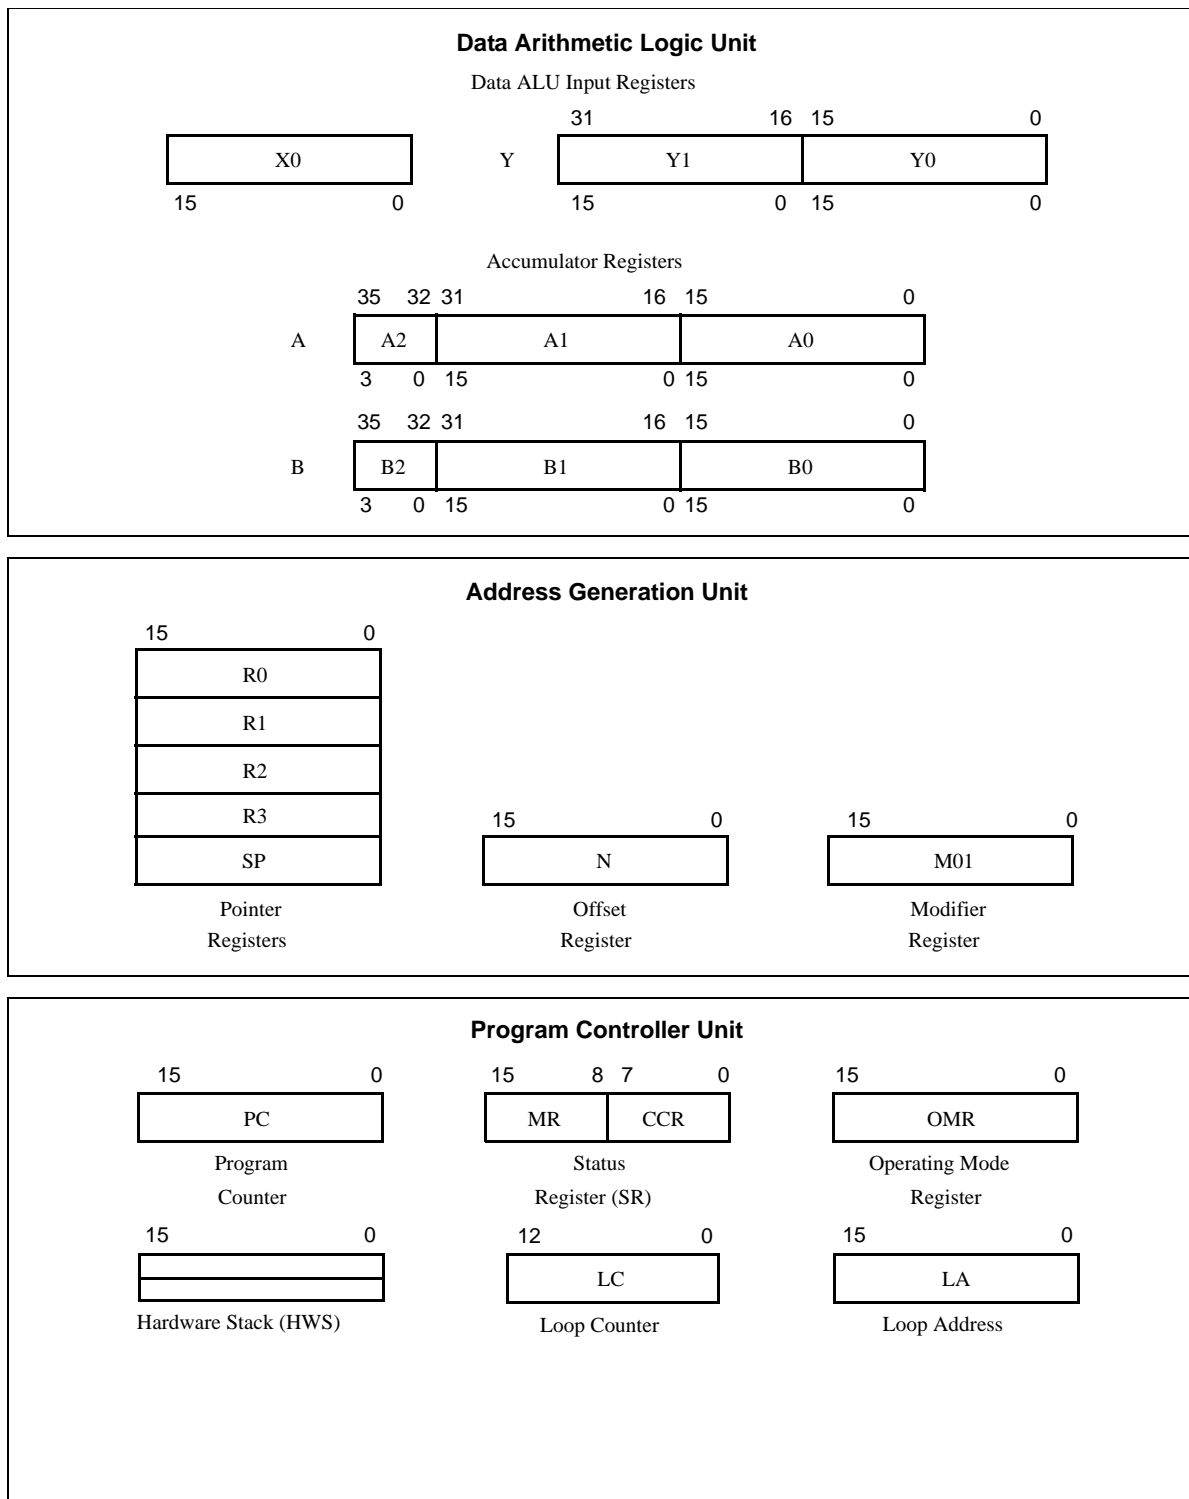 Data Arithmetic Logic Unit
Data ALU Input Registers
31 16 15 0
X0 Y Y1 Y0
15 0 15 0 15 0
Accumulator Registers
35 32 31 16 15 0
A A2 A1 A0
3 0 15 0 15 0
35 32 31 16 15 0
B B2 B1 B0
3 0 15 0 15 0
Address Generation Unit
15 0
R0
R1
R2
R3
15 0 15 0
SP N M01
Pointer Offset Modifier
Registers Register Register
Program Controller Unit
15 0 15 8 7 0 15 0
PC MR CCR OMR
Program Status Operating Mode
Counter Register (SR) Register
15 0 12 0 15 0
LC LA
Hardware Stack (HWS) Loop Counter Loop Address